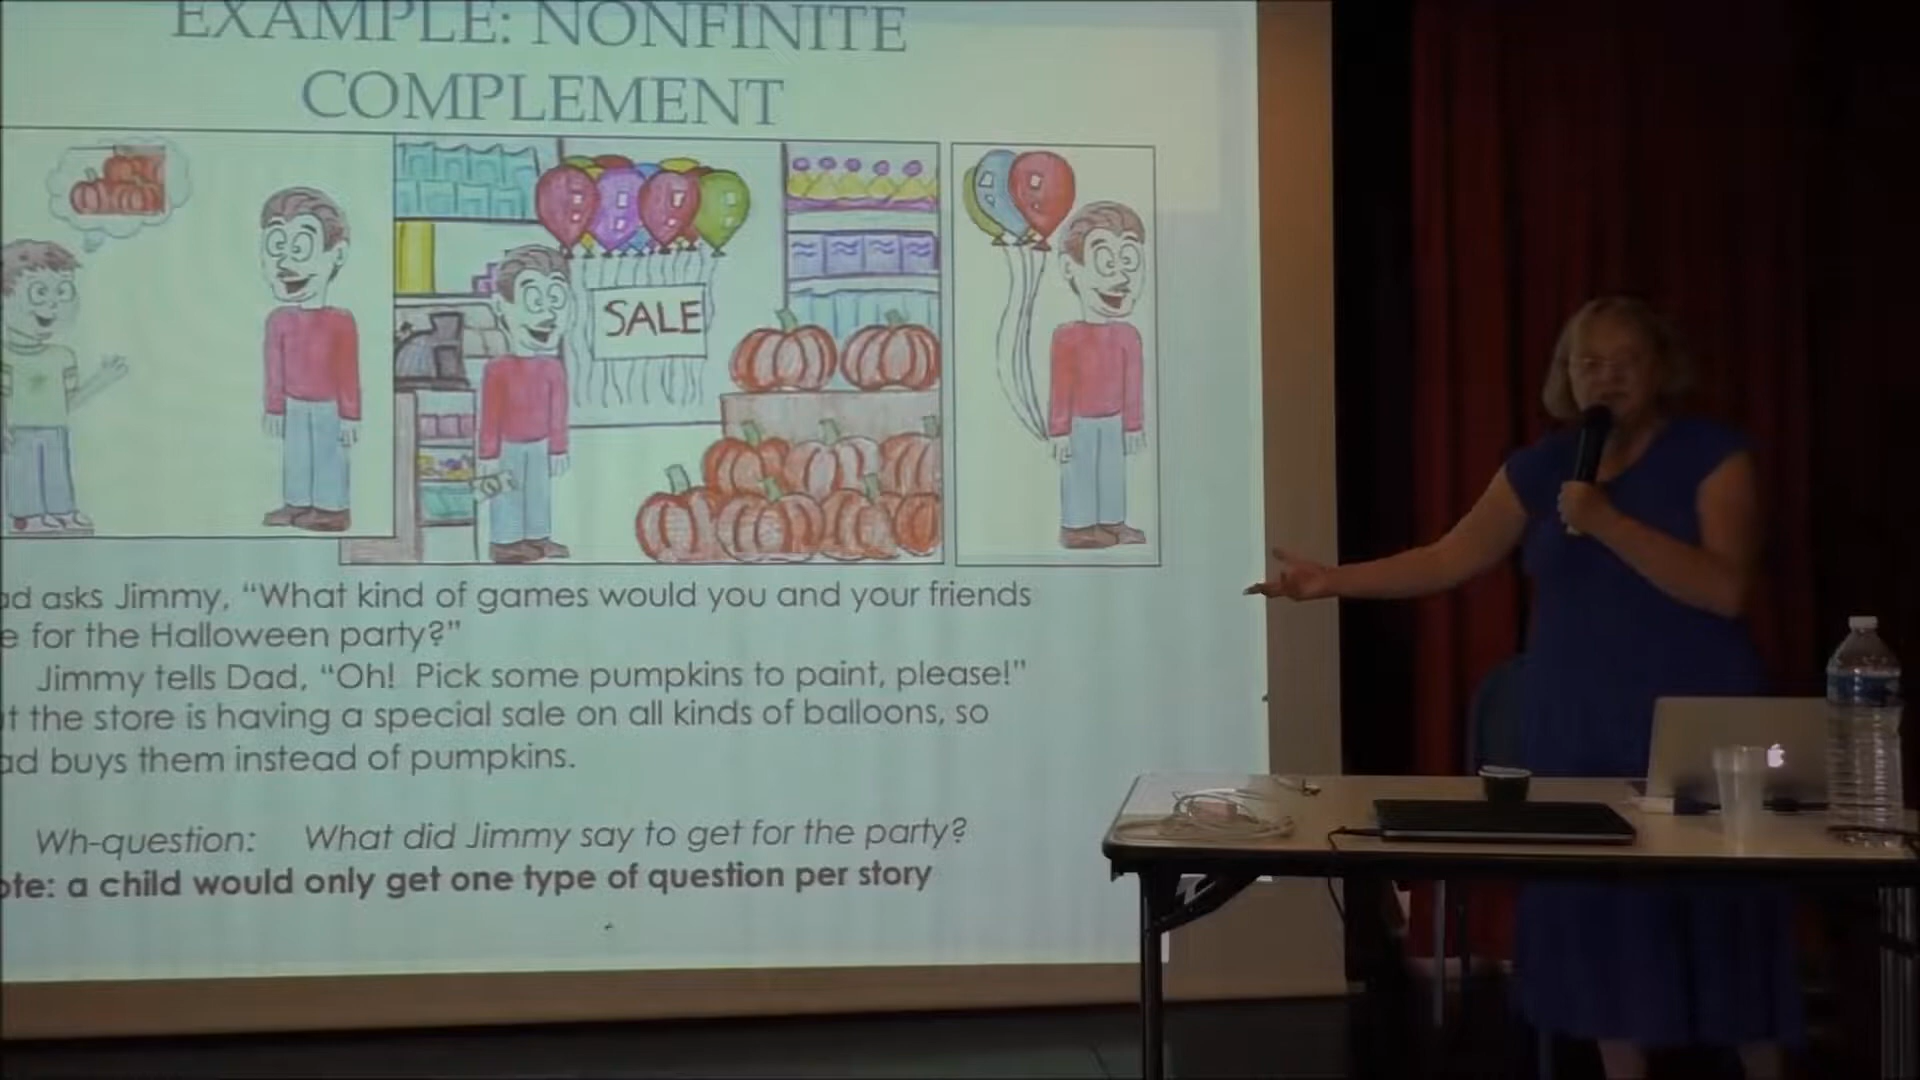 EXAMPLE: NONFINITE
COMPLEMENT
SALE
asks Jimmy, “What kind of games would you and your friends
for the Halloween party?”
Jimmy tells Dad, “Oh! Pick some pumpkins to paint, please!”
the store is having a special sale on all kinds of balloons, so
buys them instead of pumpkins.
Wh-question: What did Jimmy say to get for the party?
a child would only get one type of question per story